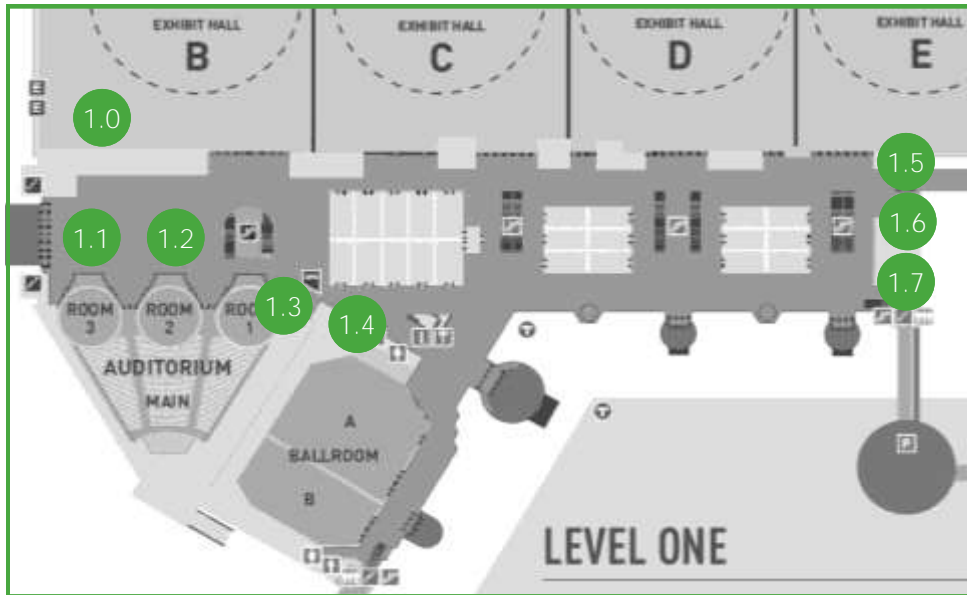 EXHIBIT HALL
B
EXHIBIT HALL
C
EXHIBIT HALL
D
EXHIBIT HALL
E
1.0
1.5
1.1
1.2
1.6
1.7
1.3
1.4
ROOM
3
ROOM
2
1
AUDITORIUM
MAIN
A
BALLROOM
B
P
LEVEL ONE